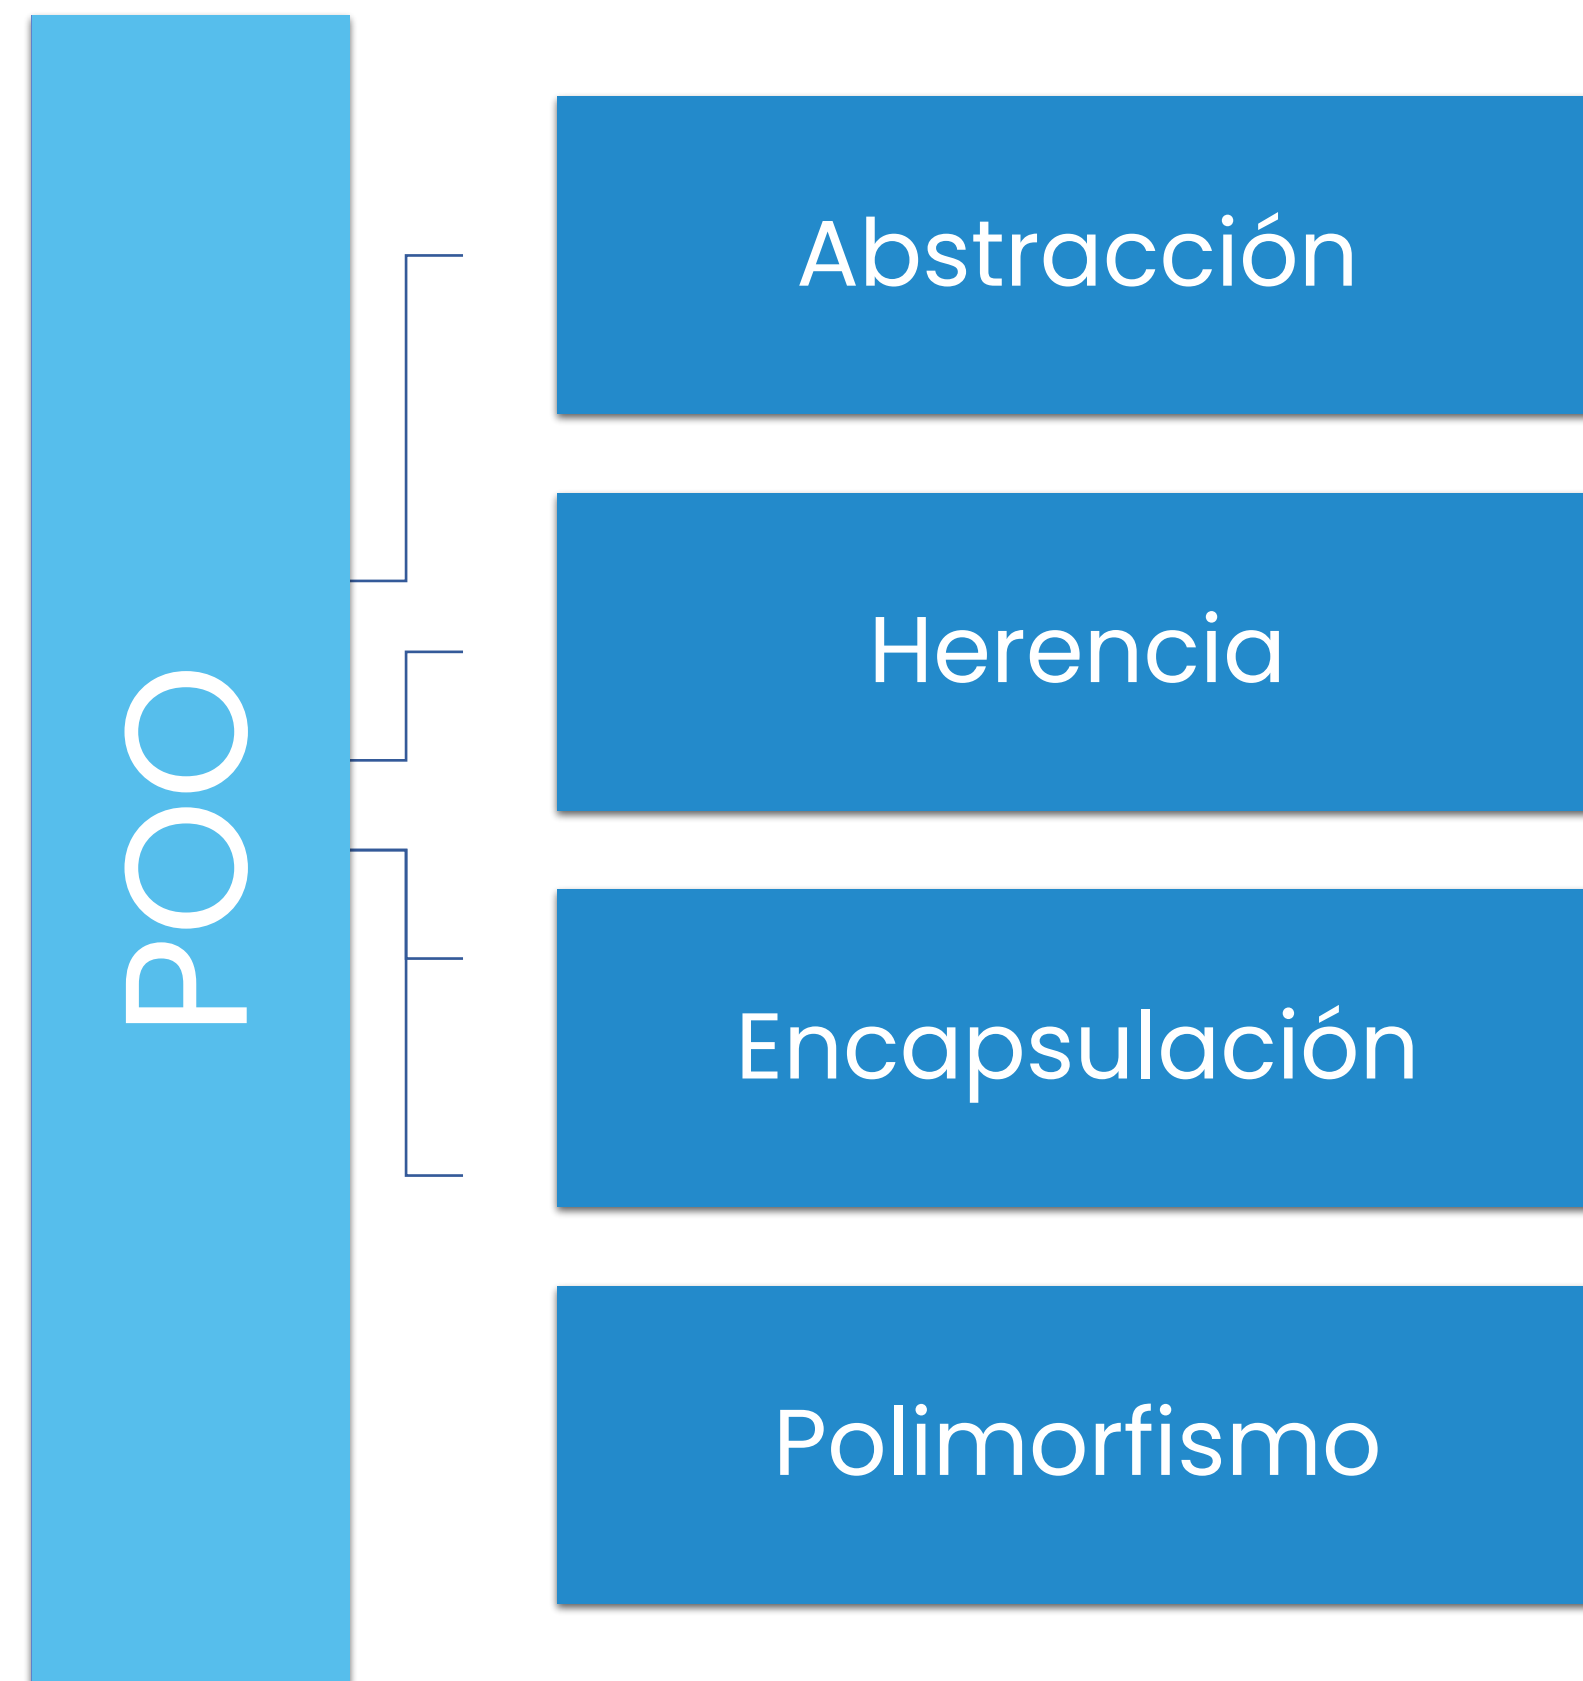 POO
Abstracción
Herencia
Encapsulación
Polimorfismo